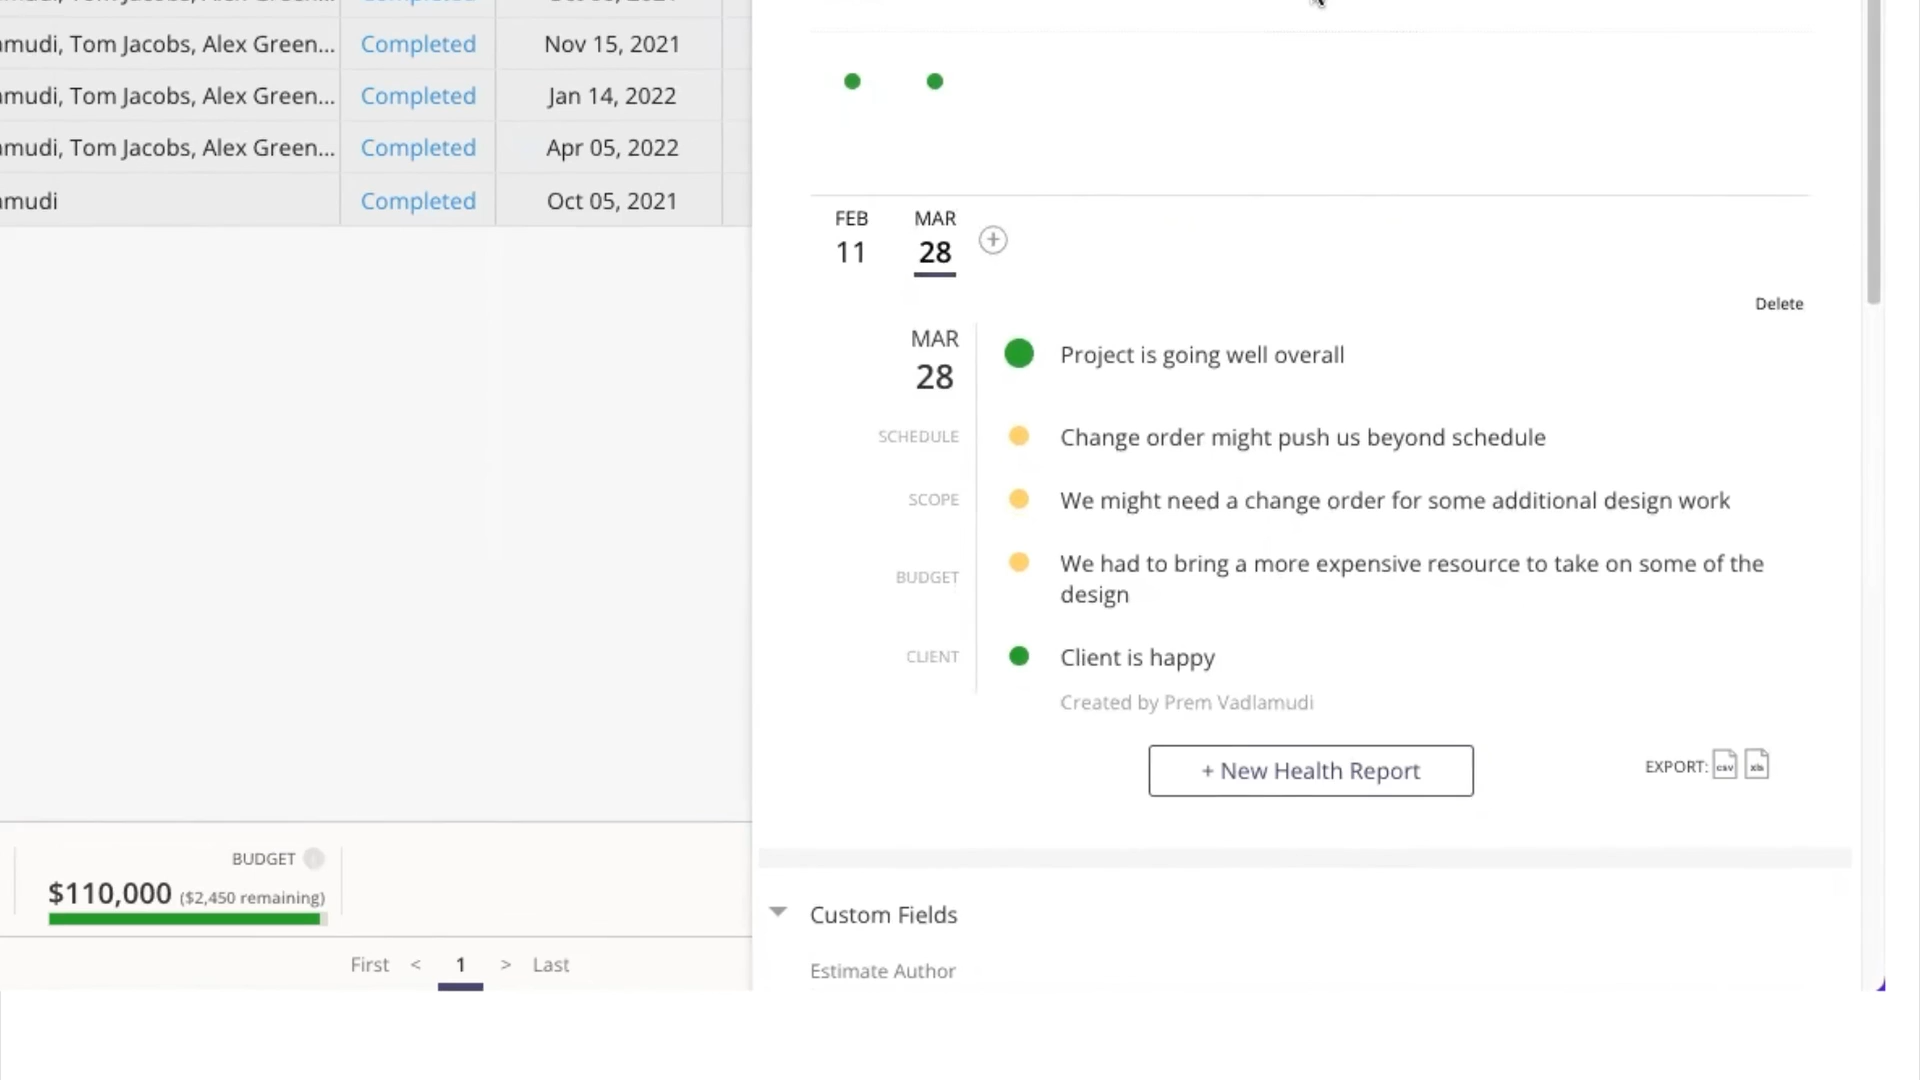 Completed
amudi, Tom Jacobs, Alex Green... Completed Nov 15, 2021
amudi, Tom Jacobs, Alex Green... Completed Jan 14, 2022
amudi, Tom Jacobs, Alex Green... Completed Apr 05, 2022
amudi Completed Oct 05, 2021
BUDGET
$110,000 ($2,450 remaining)
First < 1 > Last
FEB MAR
11 28
Delete
MAR
28
Project is going well overall
SCHEDULE Change order might push us beyond schedule
SCOPE We might need a change order for some additional design work
BUDGET We had to bring a more expensive resource to take on some of the
design
CLIENT Client is happy
Created by Prem Vadlamudi
+ New Health Report
EXPORT: csv xls
Custom Fields
Estimate Author